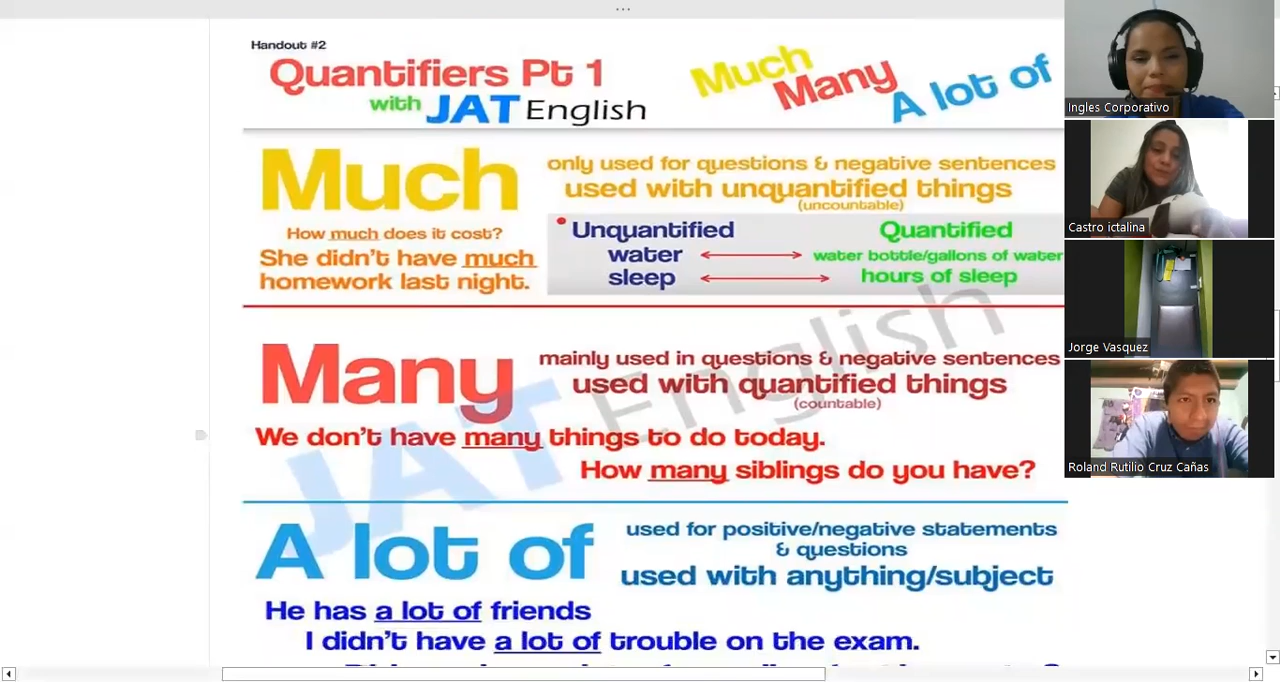 Handout #2
Quantifiers Pt 1
with JAT English
Much
Many
A lot of
Much
only used for questions & negative sentences
used with unquantified things
(uncountable)
How much does it cost?
She didn't have much
homework last night.
Unquantified
Quantified
water
water bottle/gallons of water
sleep
hours of sleep
Many
mainly used in questions & negative sentences
used with quantified things
(countable)
We don't have many things to do today.
How many siblings do you have?
JAT English
A lot of
used for positive/negative statements
& questions
used with anything/subject
He has a lot of friends
I didn't have a lot of trouble on the exam.
Ingles Corporativo
Castro ictalina
Jorge Vasquez
Roland Rutilio Cruz Cañas